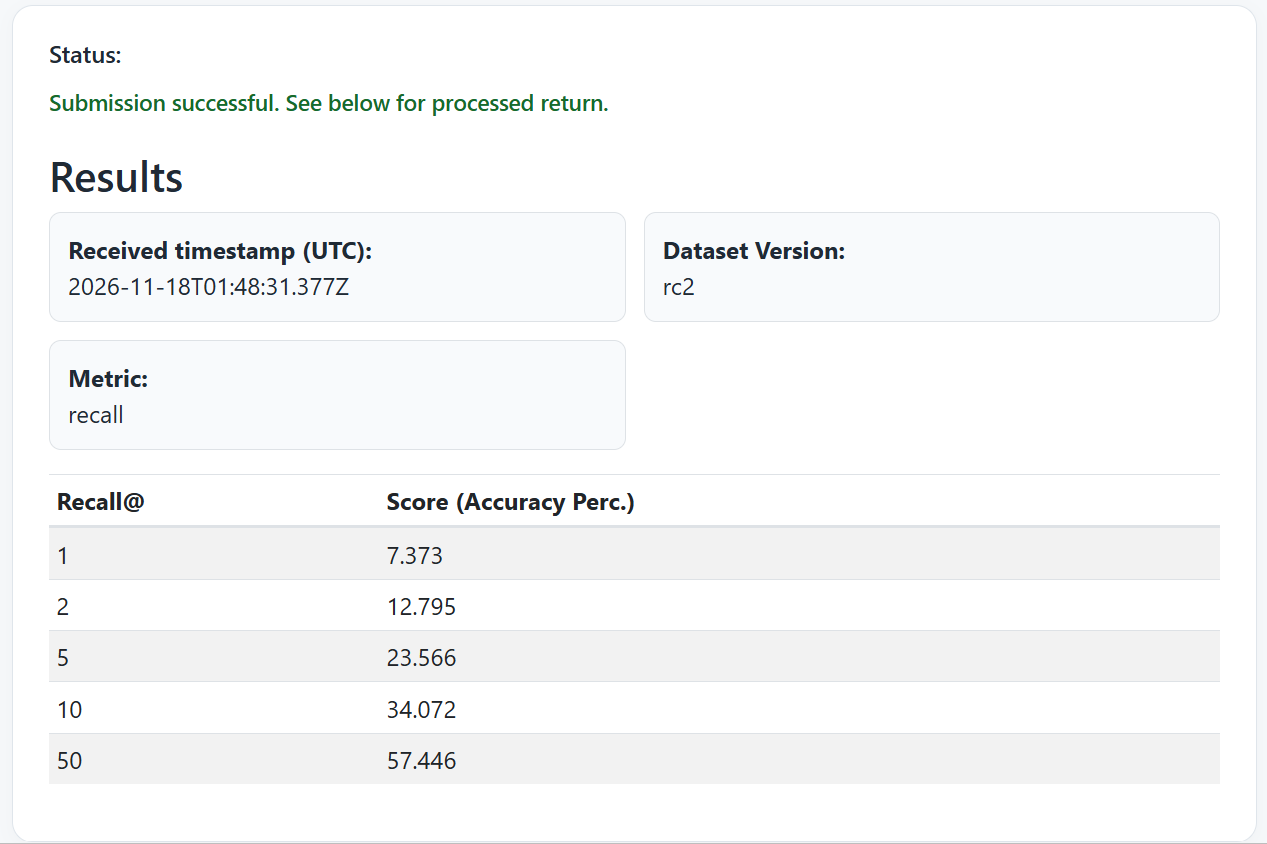 Status:
Submission successful. See below for processed return.
Results
Received timestamp (UTC):
2026-11-18T01:48:31.377Z
Dataset Version:
rc2
Metric:
recall
Recall@ Score (Accuracy Perc.)
1 7.373
2 12.795
5 23.566
10 34.072
50 57.446